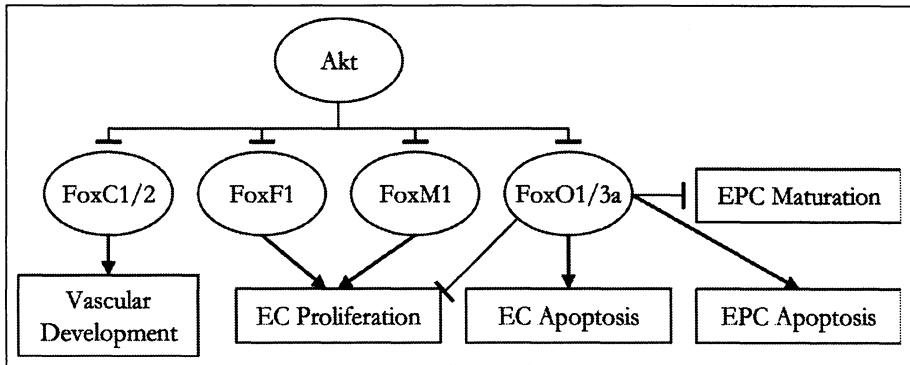 Akt
FoxC1/2
FoxF1
FoxM1
FoxO1/3a
EPC Maturation
Vascular
Development
EC Proliferation
EC Apoptosis
EPC Apoptosis